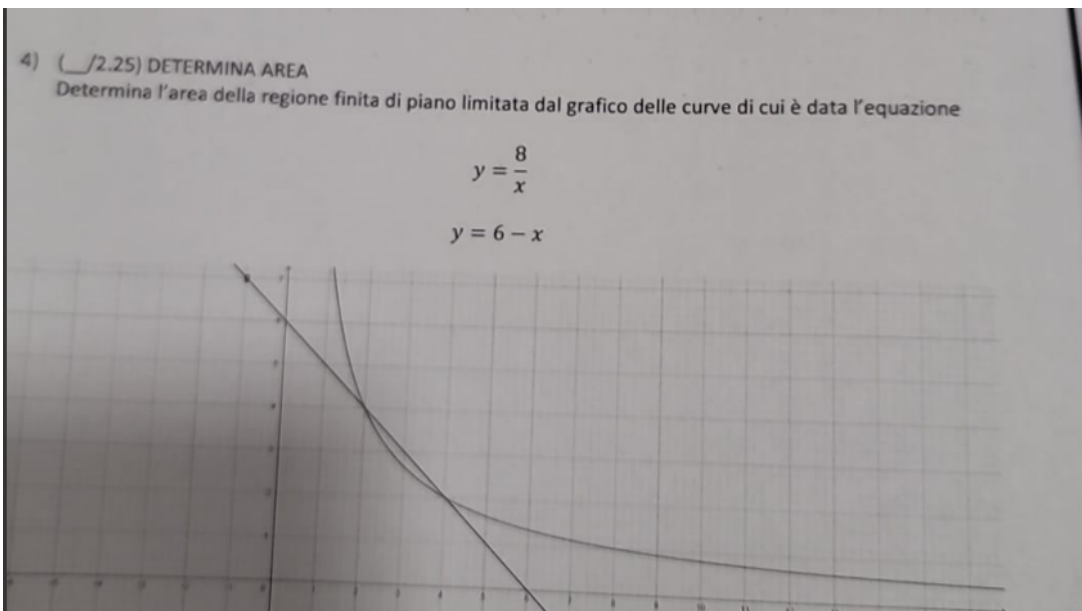 4) (__/2.25) DETERMINA AREA
Determina l'area della regione finita di piano limitata dal grafico delle curve di cui è data l'equazione
y = 8/x
y = 6 – x